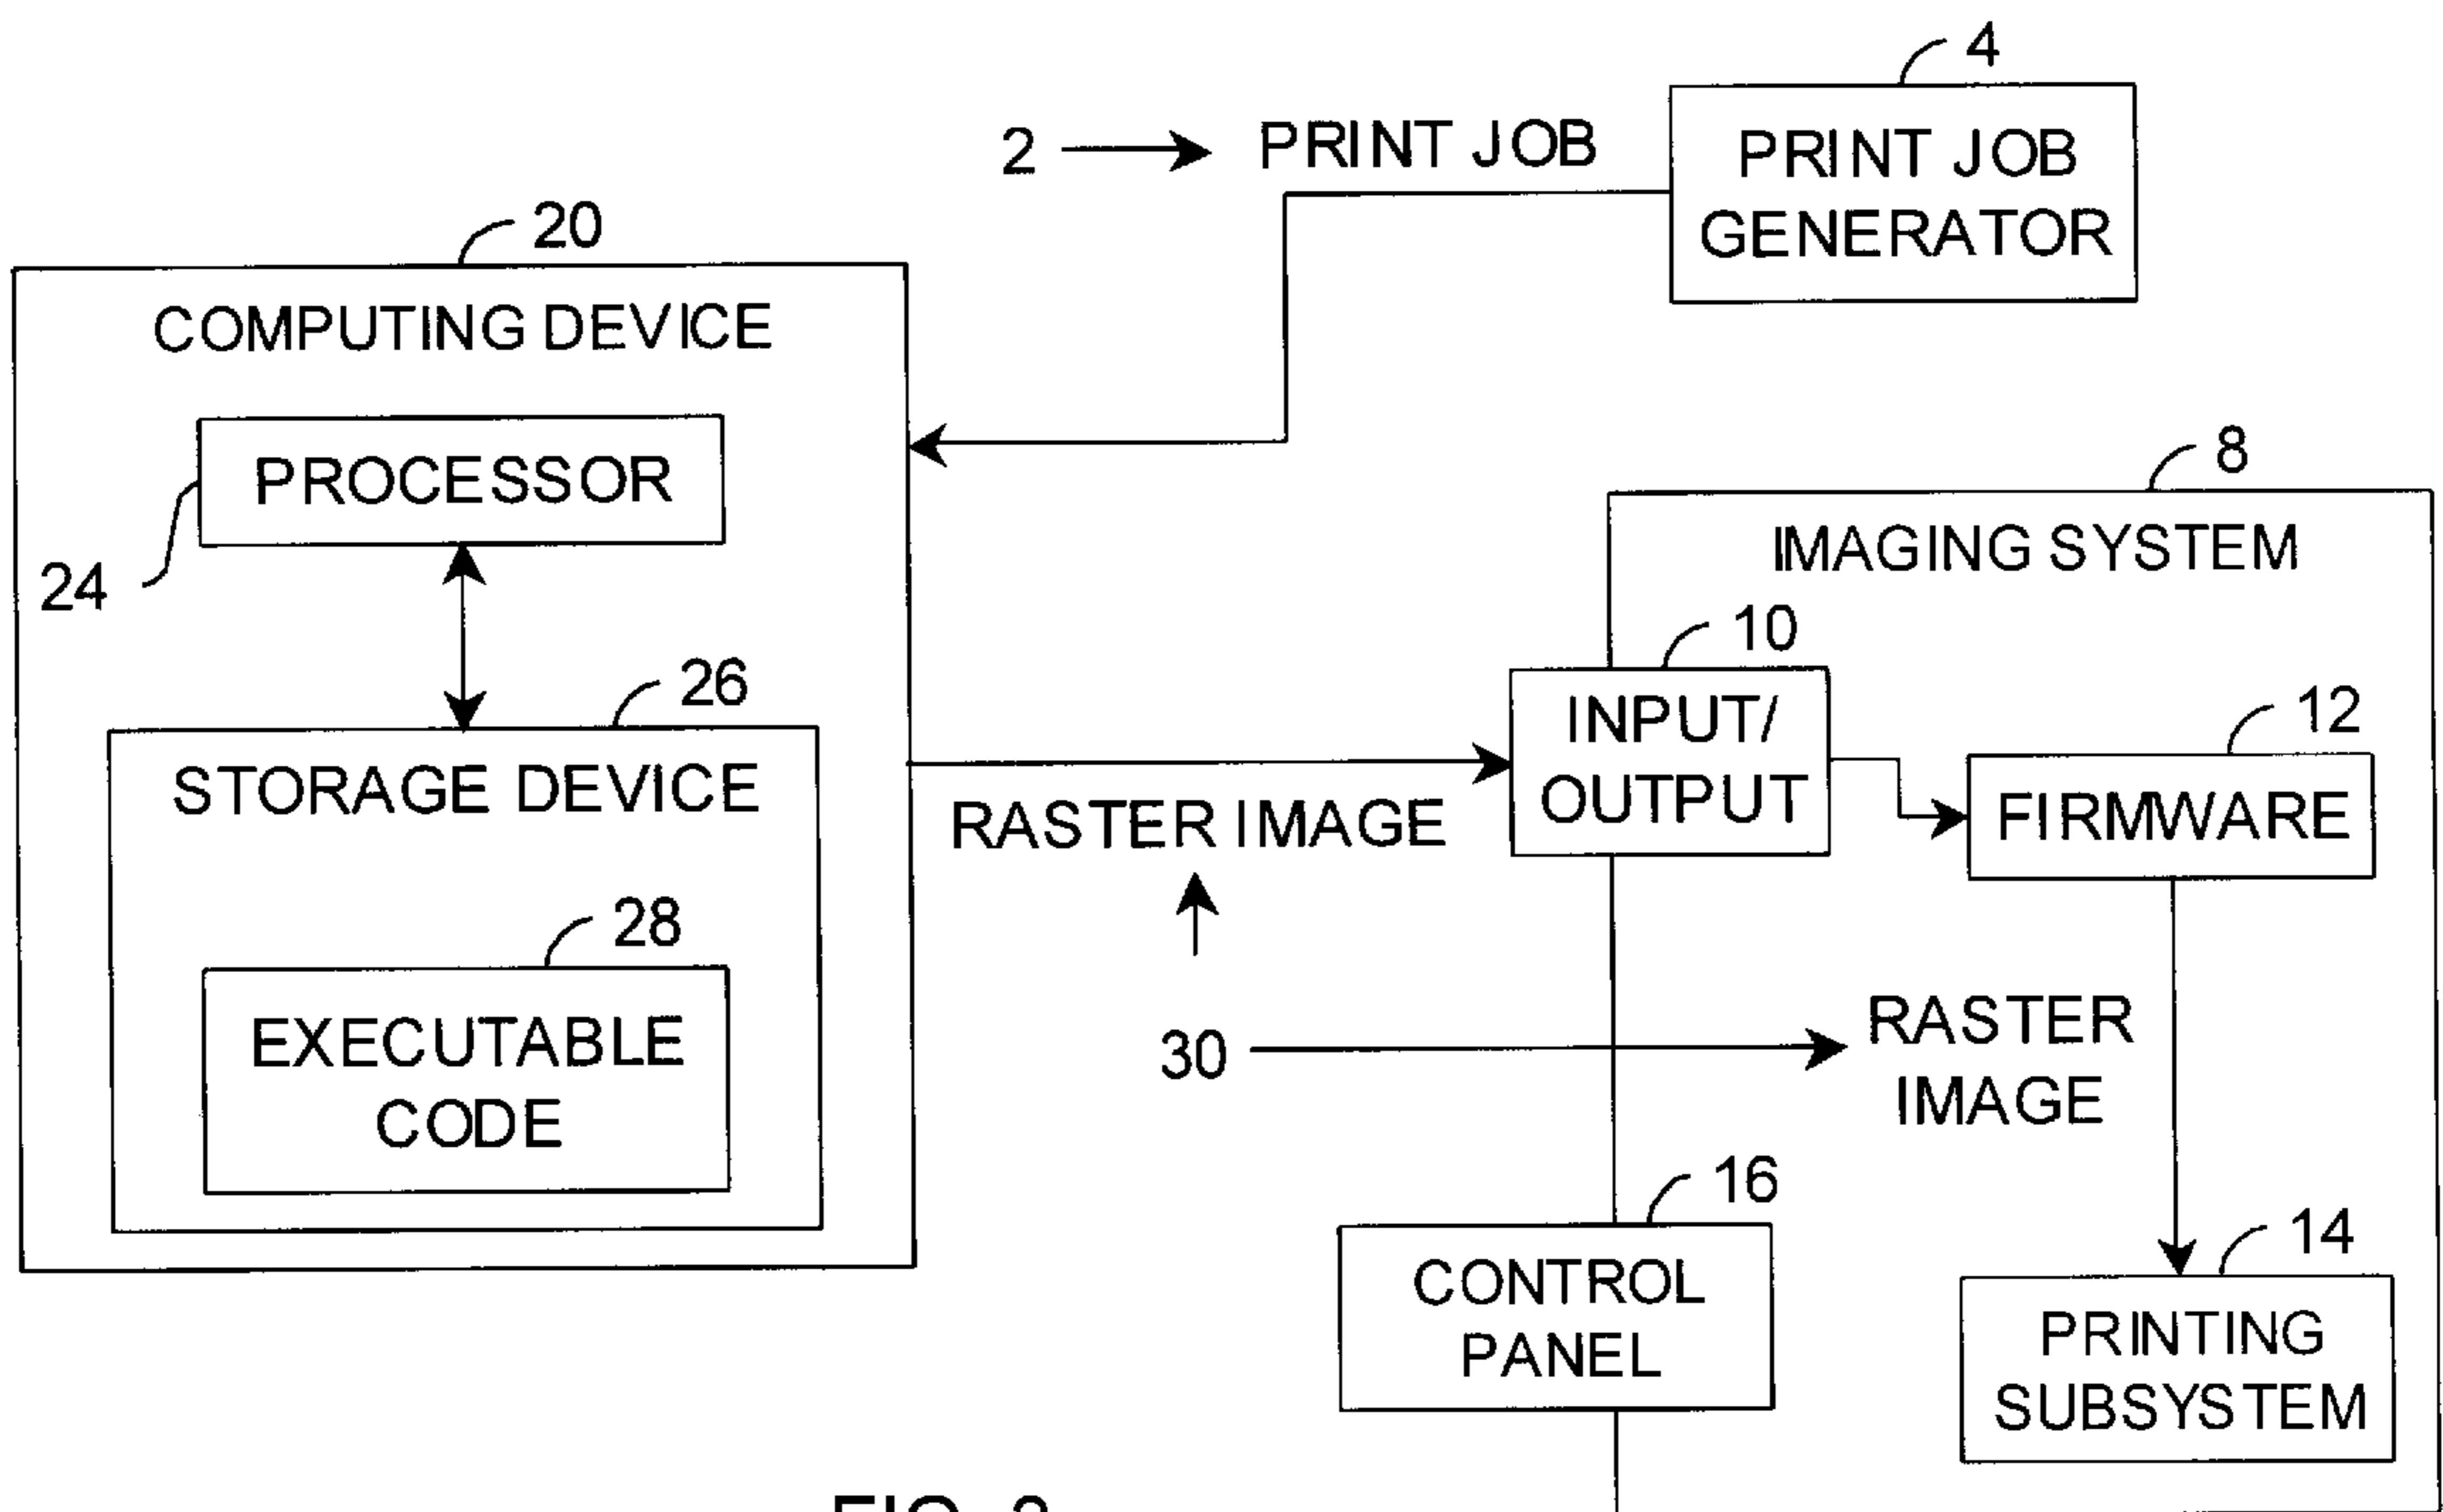 4
2
PRINT JOB
PRINT JOB
GENERATOR
20
COMPUTING DEVICE
PROCESSOR
24
8
IMAGING SYSTEM
10
INPUT/
OUTPUT
12
FIRMWARE
26
STORAGE DEVICE
RASTER IMAGE
28
EXECUTABLE
CODE
30
RASTER
IMAGE
16
CONTROL
PANEL
14
PRINTING
SUBSYSTEM
FIG.